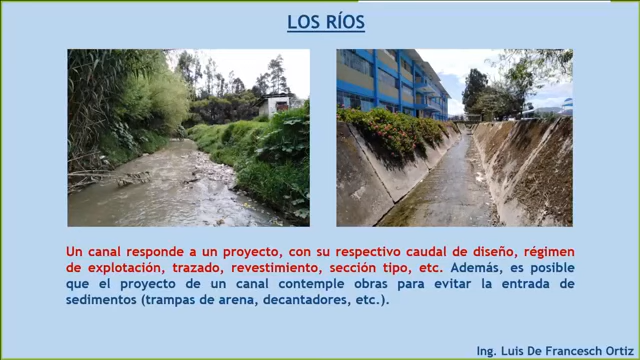 LOS RÍOS
Un canal responde a un proyecto, con su respectivo caudal de diseño, régimen
de explotación, trazado, revestimiento, sección tipo, etc. Además, es posible
que el proyecto de un canal contemple obras para evitar la entrada de
sedimentos (trampas de arena, decantadores, etc.).
Ing. Luis De Francesch Ortiz